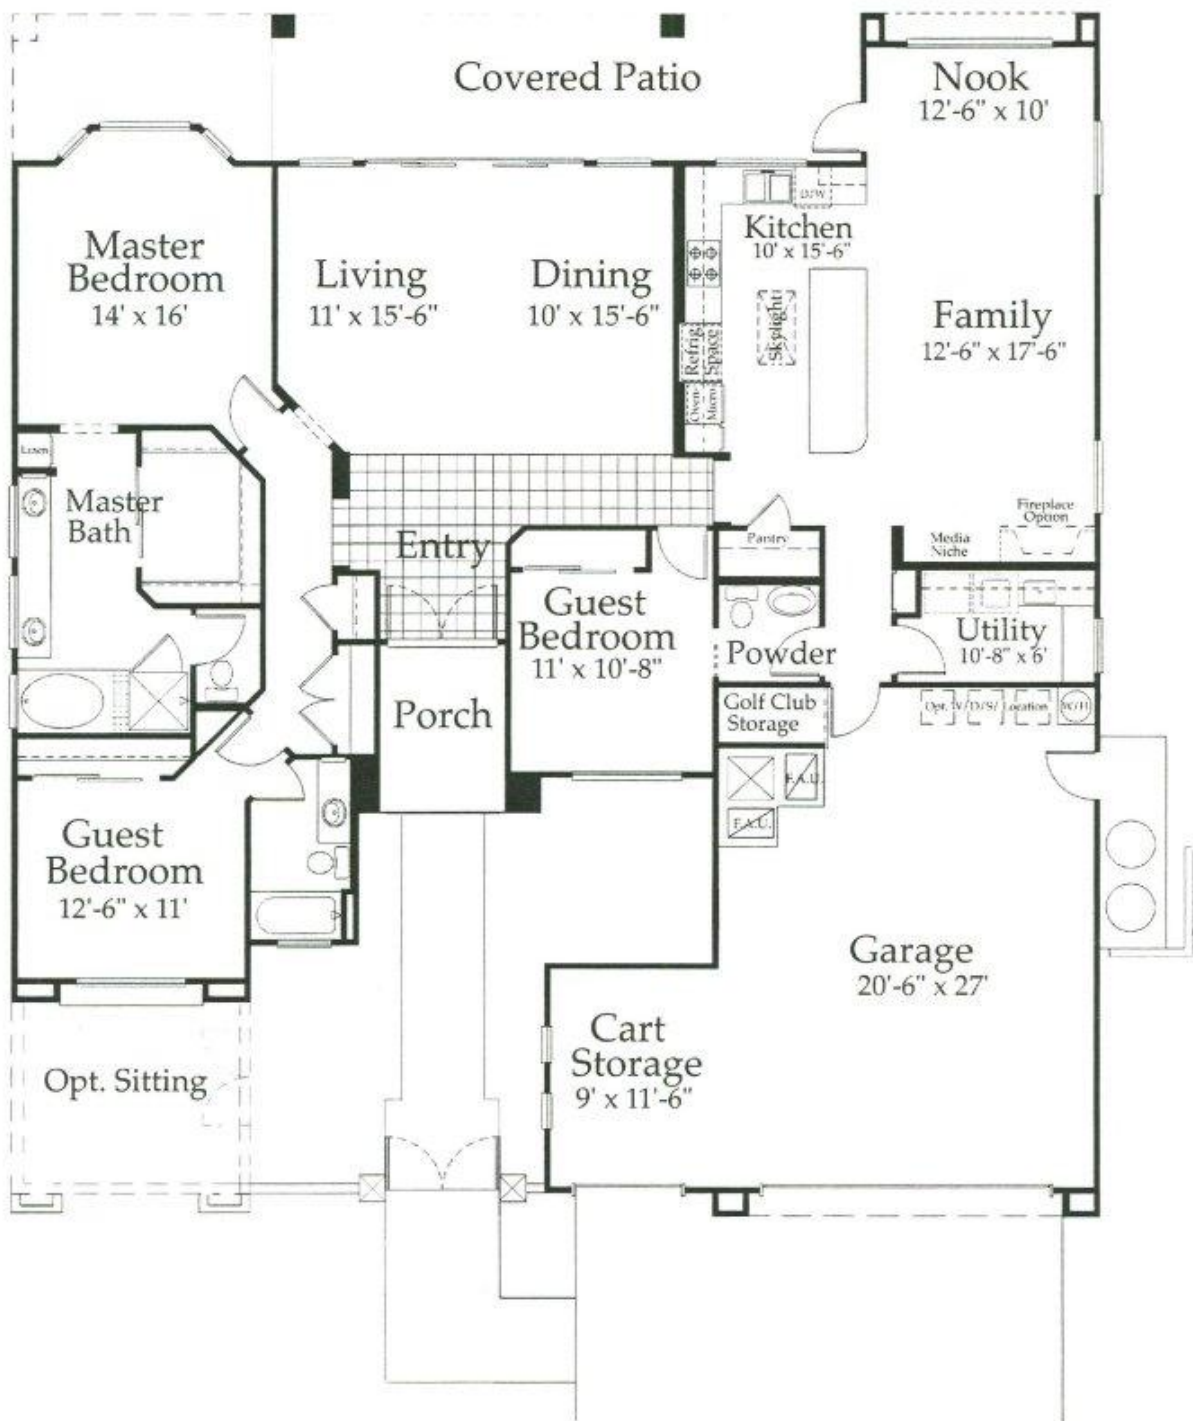 Covered Patio
Nook
12'-6" x 10'
Master
Bedroom
14' x 16'
Living
11' x 15'-6"
Dining
10' x 15'-6"
D/W
Kitchen
10' x 15'-6"
Skylight
Refrig
Space
Oven
Micro
Family
12'-6" x 17'-6"
Linen
Master
Bath
Entry
Pantry
Fireplace
Option
Media
Niche
Guest
Bedroom
11' x 10'-8"
Powder
Utility
10'-8" x 6'
Porch
Golf Club
Storage
Opt. W/D/S/ Location
W/H
F.A.U.
F.A.U.
Guest
Bedroom
12'-6" x 11'
Garage
20'-6" x 27'
Cart
Storage
9' x 11'-6"
Opt. Sitting